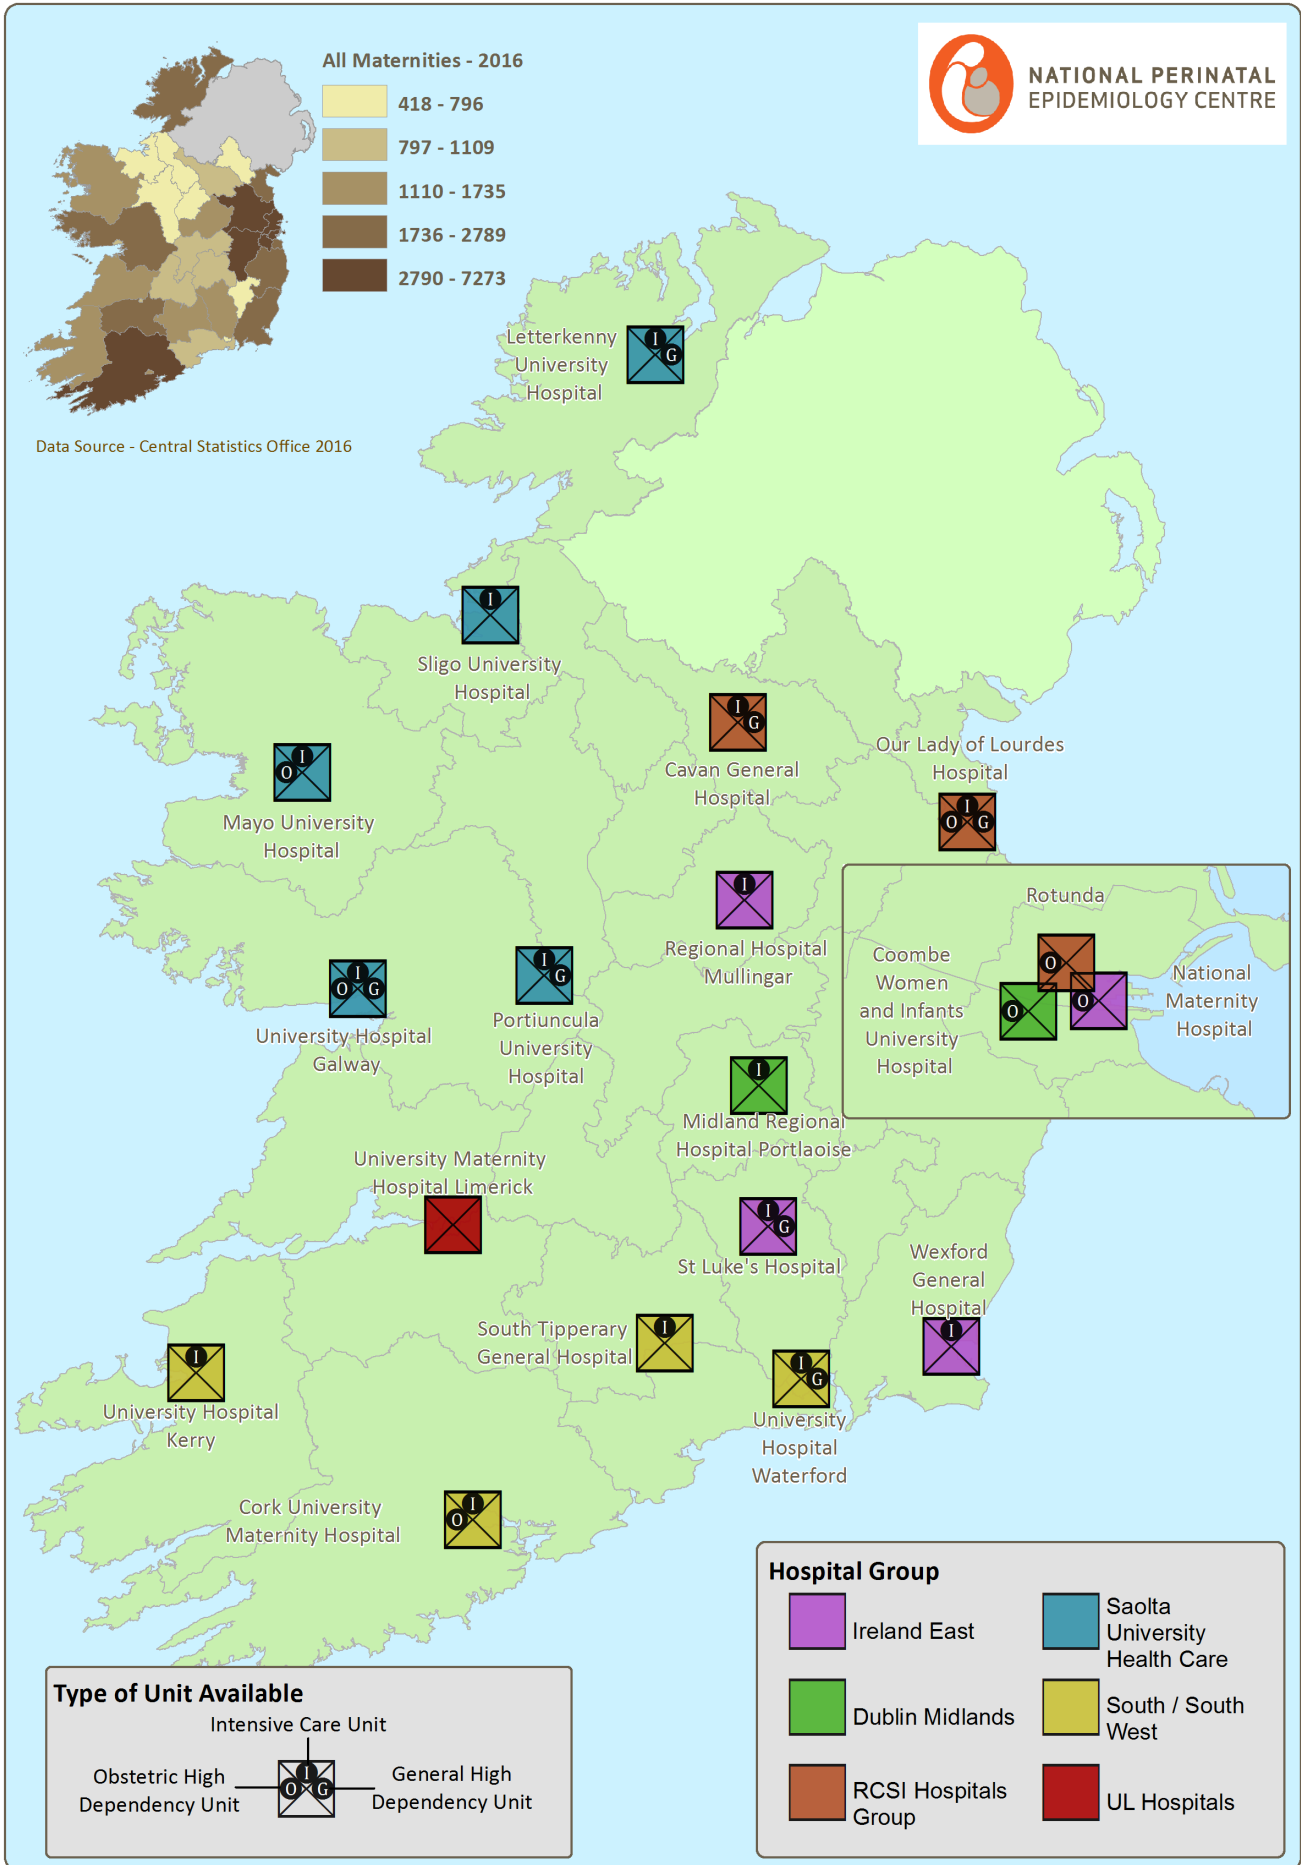 All Maternities - 2016
418 - 796
797 - 1109
1110 - 1735
1736 - 2789
2790 - 7273
Data Source - Central Statistics Office 2016
NATIONAL PERINATAL
EPIDEMIOLOGY CENTRE
Letterkenny
University
Hospital
I
G
I
Sligo University
Hospital
I
G
Cavan General
Hospital
Our Lady of Lourdes
Hospital
I
O
G
I
O
Mayo University
Hospital
I
Regional Hospital
Mullingar
Rotunda
O
Coombe
Women
and Infants
University
Hospital
O
O
National
Maternity
Hospital
I
O
G
University Hospital
Galway
I
G
Portiuncula
University
Hospital
I
Midland Regional
Hospital Portlaoise
University Maternity
Hospital Limerick
I
G
St Luke's Hospital
Wexford
General
Hospital
I
South Tipperary
General Hospital
I
I
University Hospital
Kerry
I
G
University
Hospital
Waterford
Cork University
Maternity Hospital
I
O
Type of Unit Available
Intensive Care Unit
Obstetric High
Dependency Unit
I
O
G
General High
Dependency Unit
Hospital Group
Ireland East
Saolta
University
Health Care
Dublin Midlands
South / South
West
RCSI Hospitals
Group
UL Hospitals